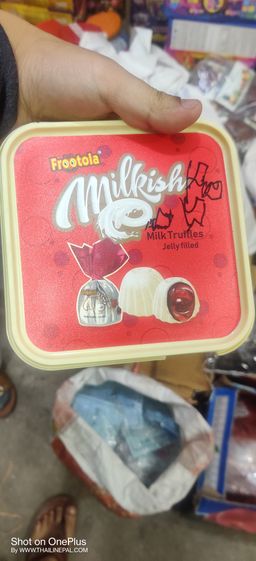 Frootola
Milkish
Milk Truffles
Jelly filled
Shot on OnePlus
By WWW.THAILINEPAL.COM